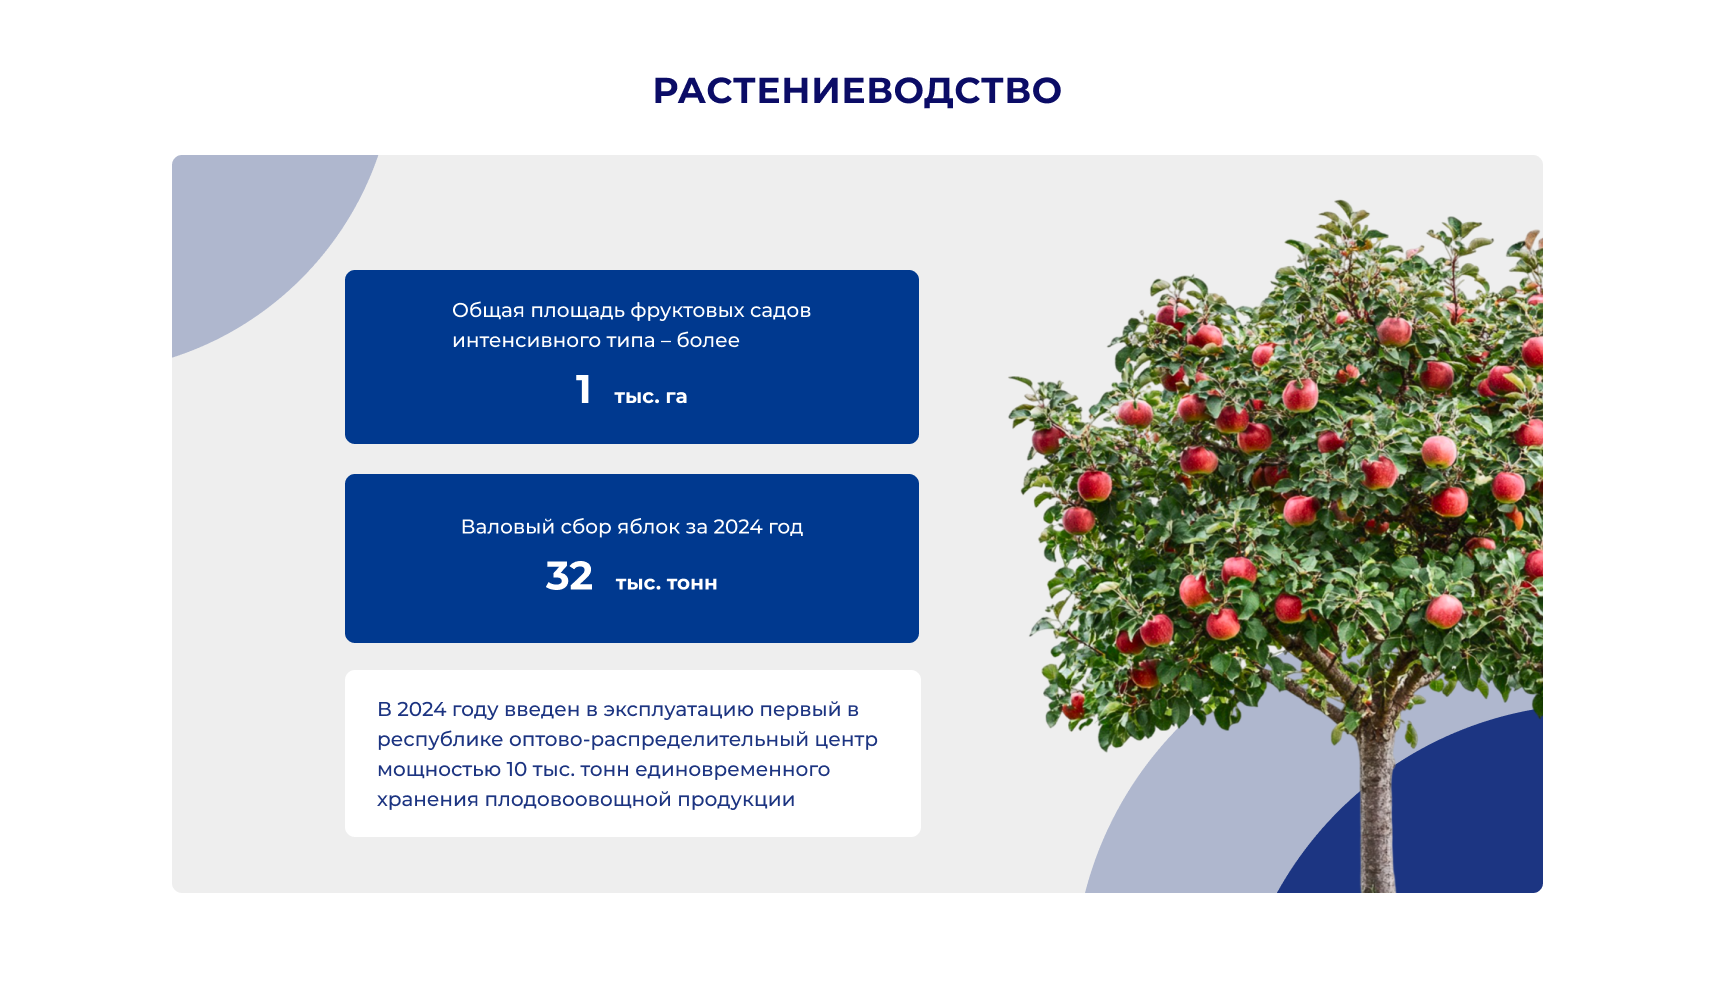 РАСТЕНИЕВОДСТВО
Общая площадь фруктовых садов
интенсивного типа – более
1 тыс. га
Валовый сбор яблок за 2024 год
32 тыс. тонн
В 2024 году введен в эксплуатацию первый в
республике оптово-распределительный центр
мощностью 10 тыс. тонн единовременного
хранения плодовоовощной продукции